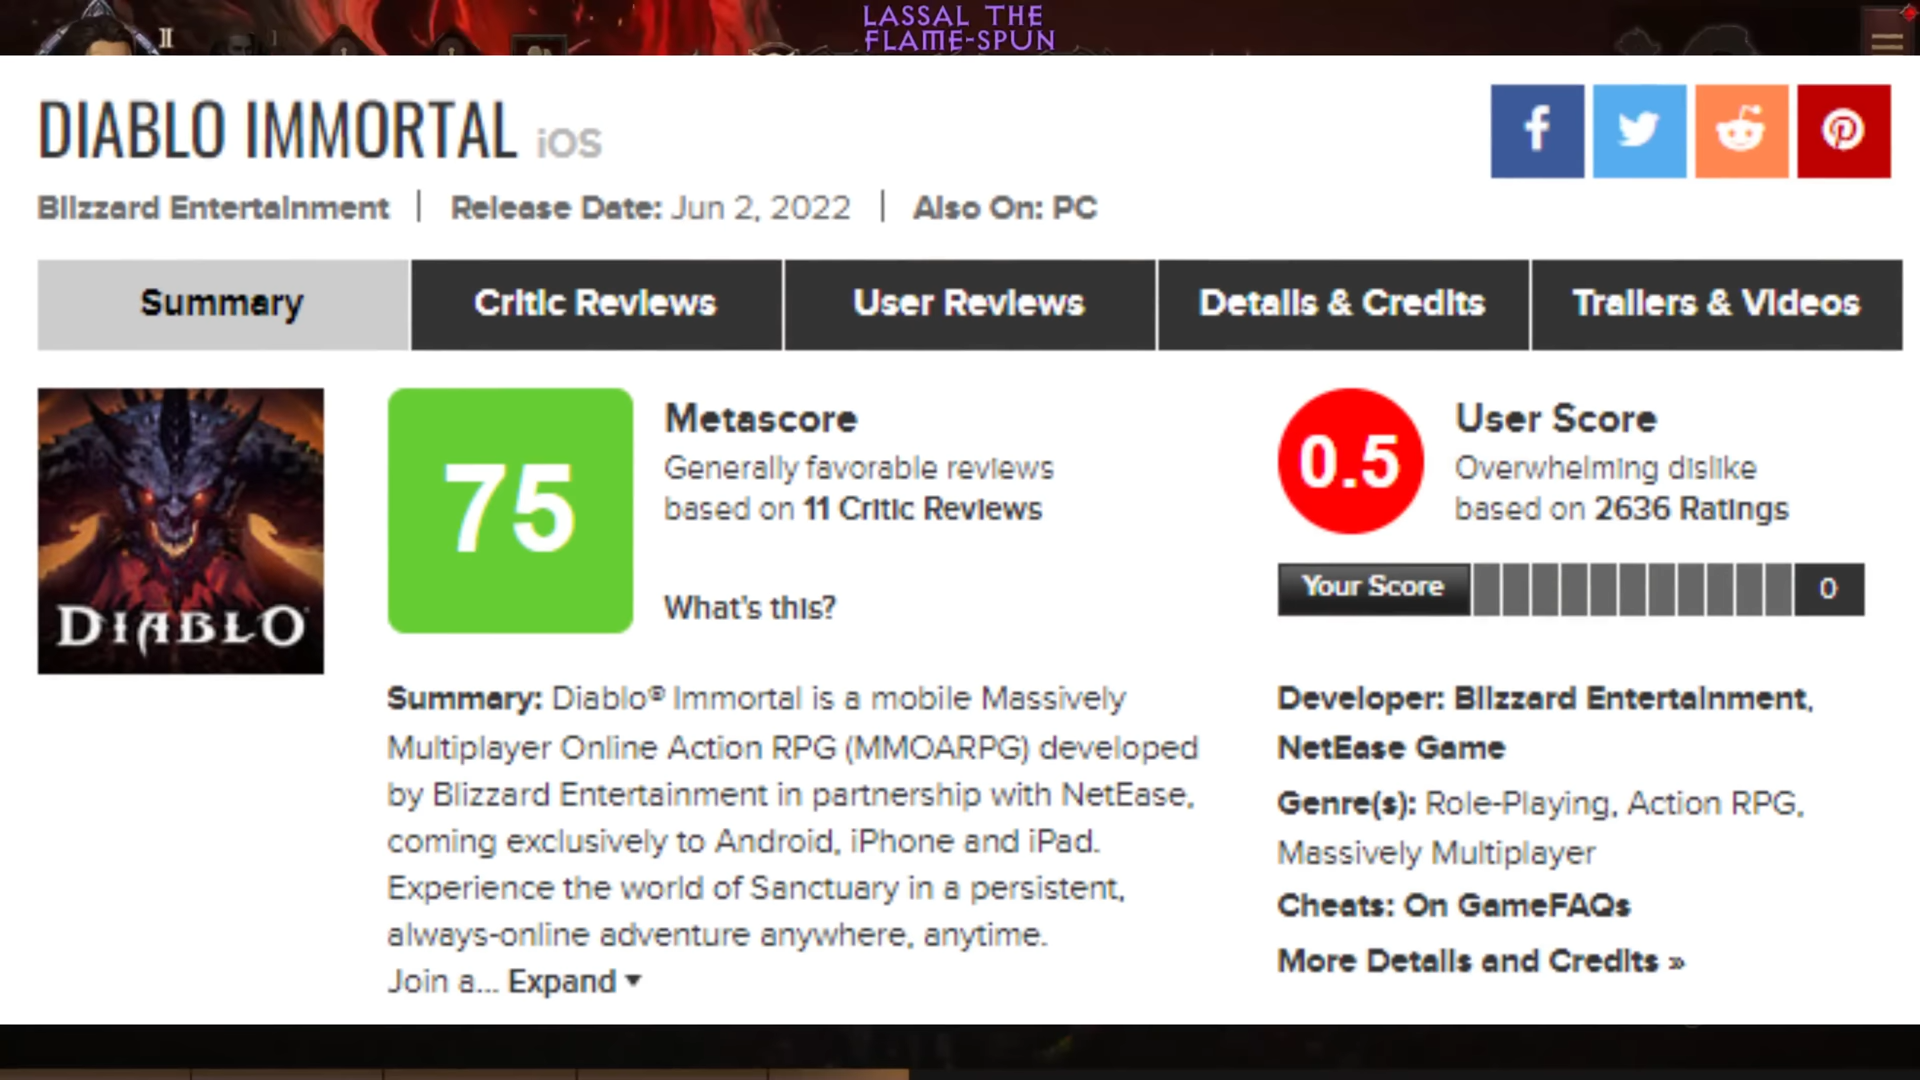 LASSAL THE
FLAME-SPUN
DIABLO IMMORTAL iOS
Blizzard Entertainment | Release Date: Jun 2, 2022 | Also On: PC
Summary
Critic Reviews
User Reviews
Details & Credits
Trailers & Videos
DIABLO
75
Metascore
Generally favorable reviews
based on 11 Critic Reviews
What's this?
0.5
User Score
Overwhelming dislike
based on 2636 Ratings
Your Score
0
Summary: Diablo® Immortal is a mobile Massively
Multiplayer Online Action RPG (MMOARPG) developed
by Blizzard Entertainment in partnership with NetEase,
coming exclusively to Android, iPhone and iPad.
Experience the world of Sanctuary in a persistent,
always-online adventure anywhere, anytime.
Join a... Expand
Developer: Blizzard Entertainment,
NetEase Game
Genre(s): Role-Playing, Action RPG,
Massively Multiplayer
Cheats: On GameFAQs
More Details and Credits »